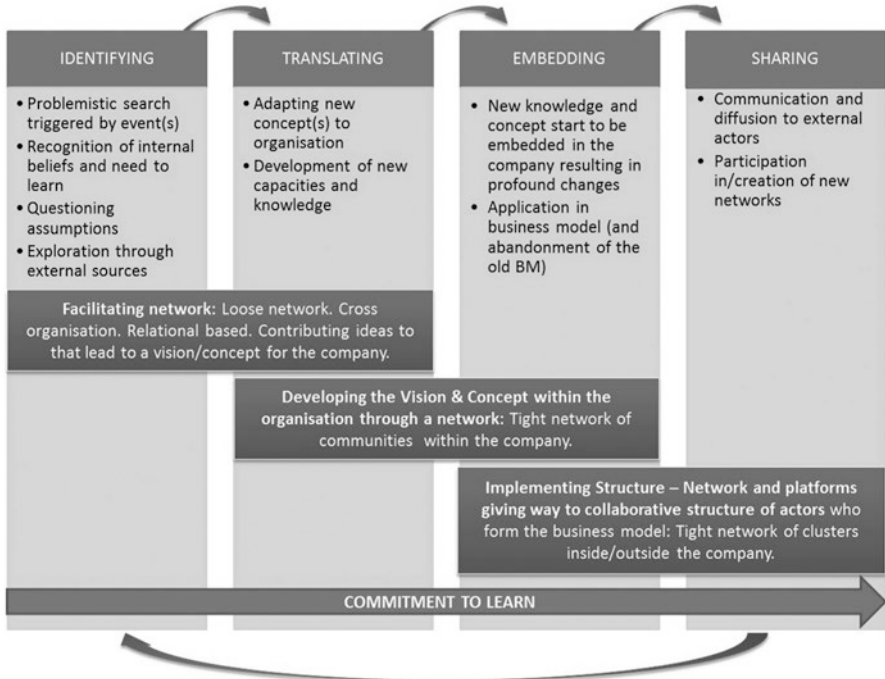 IDENTIFYING
• Problemistic search
triggered by event(s)
• Recognition of internal
beliefs and need to
learn
• Questioning
assumptions
• Exploration through
external sources
TRANSLATING
• Adapting new
concept(s) to
organisation
• Development of new
capacities and
knowledge
EMBEDDING
• New knowledge and
concept start to be
embedded in the
company resulting in
profound changes
• Application in
business model (and
abandonment of the
old BM)
SHARING
• Communication and
diffusion to external
actors
• Participation
in/creation of new
networks
Facilitating network: Loose network. Cross
organisation. Relational based. Contributing ideas to
that lead to a vision/concept for the company.
Developing the Vision & Concept within the
organisation through a network: Tight network of
communities within the company.
Implementing Structure – Network and platforms
giving way to collaborative structure of actors who
form the business model: Tight network of clusters
inside/outside the company.
COMMITMENT TO LEARN